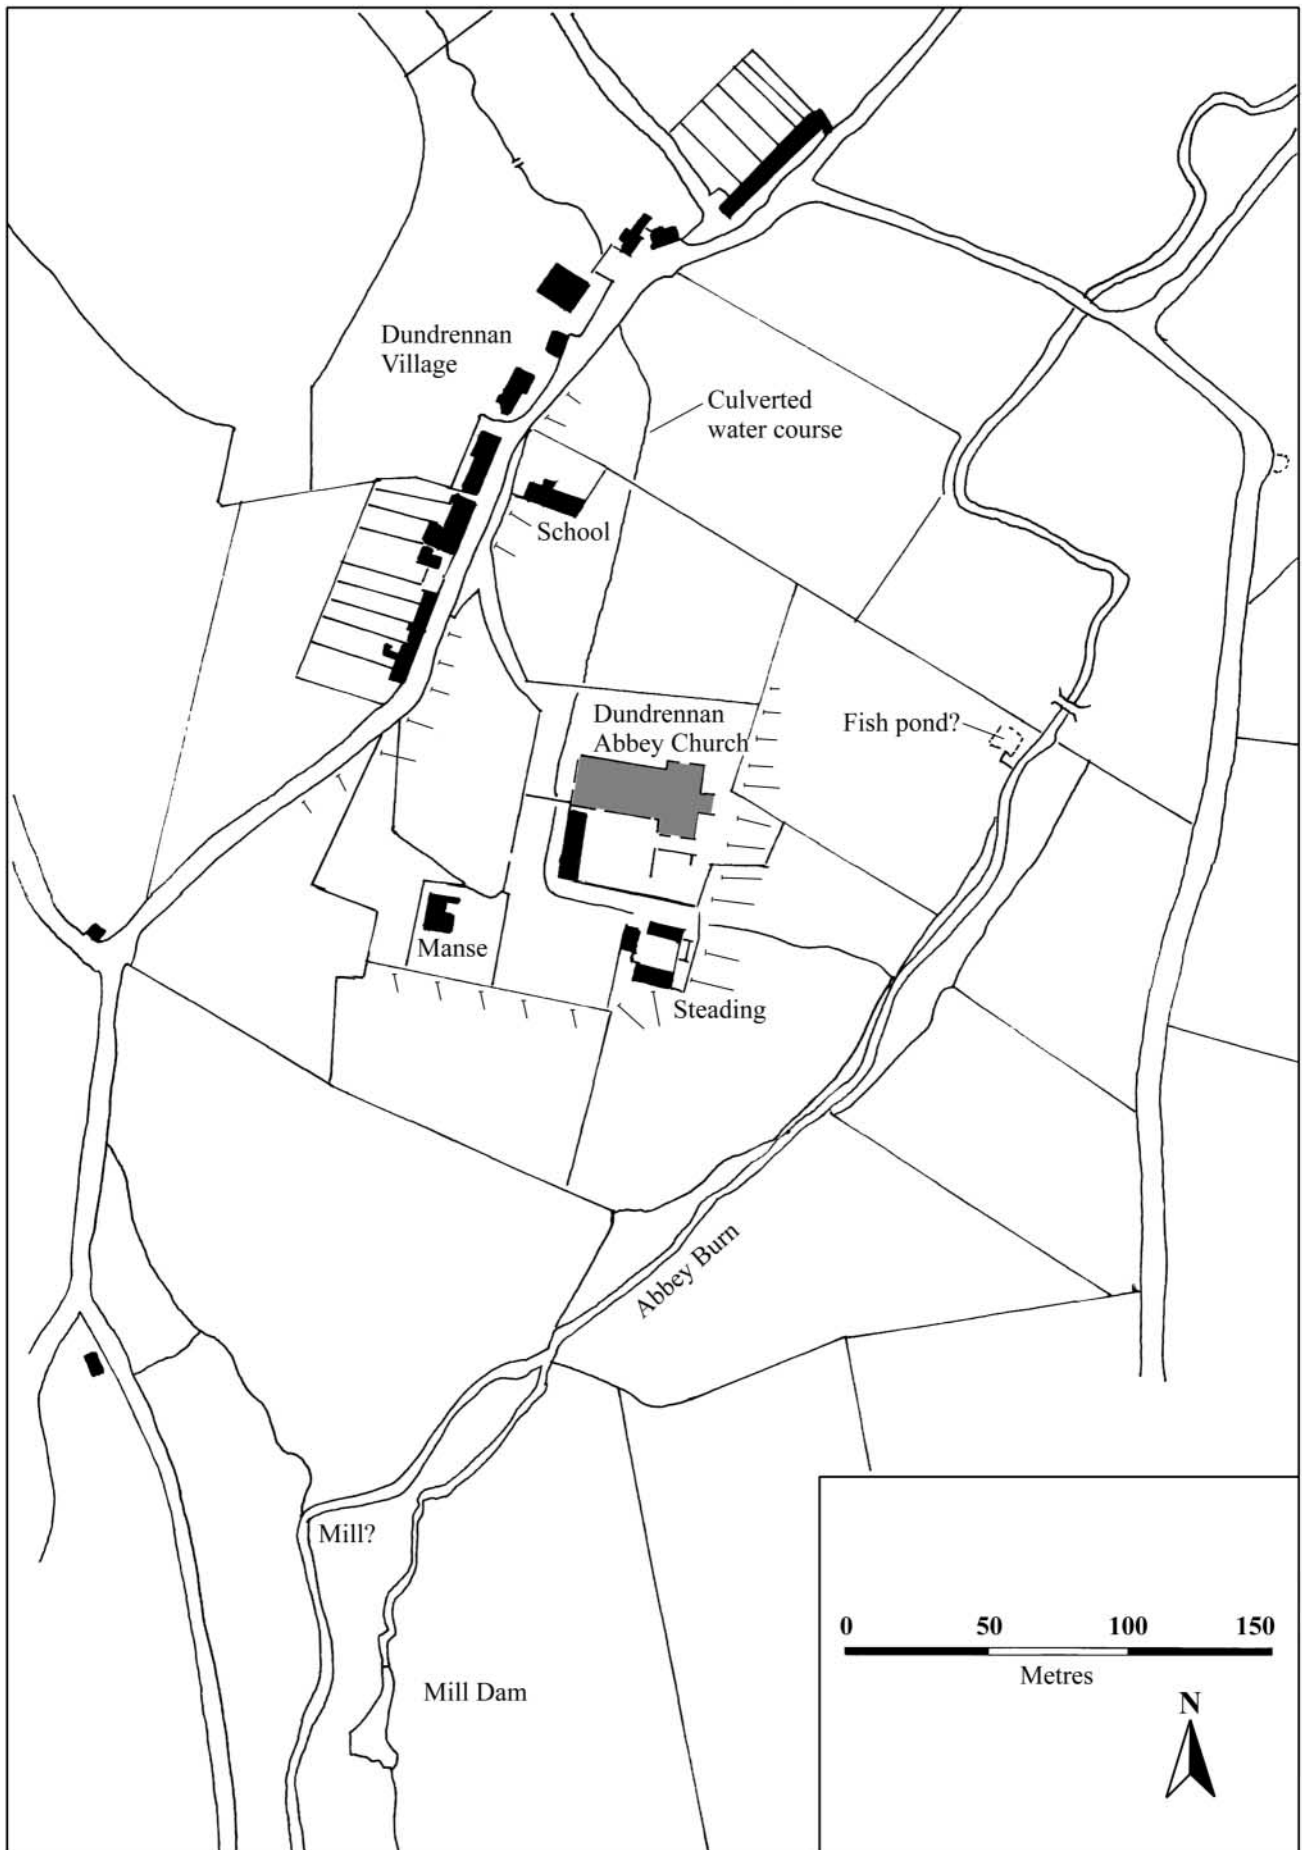 Dundrennan
Village
Culverted
water course
School
Dundrennan
Abbey Church
Fish pond?
Manse
Steading
Abbey Burn
Mill?
Mill Dam
0 50 100 150
Metres
N